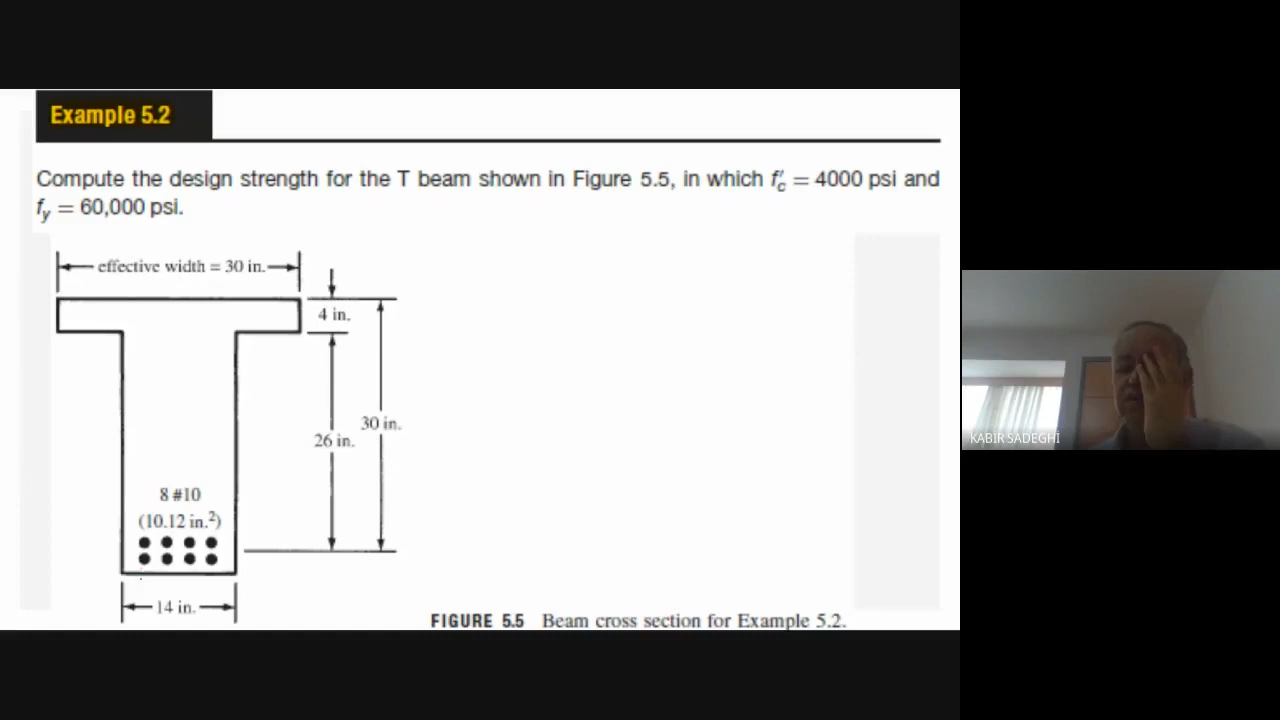 Example 5.2
Compute the design strength for the T beam shown in Figure 5.5, in which f′c = 4000 psi and
fy = 60,000 psi.
effective width = 30 in.
4 in.
30 in.
26 in.
8 #10
(10.12 in.²)
14 in.
FIGURE 5.5 Beam cross section for Example 5.2.
KABIR SADEGHİ